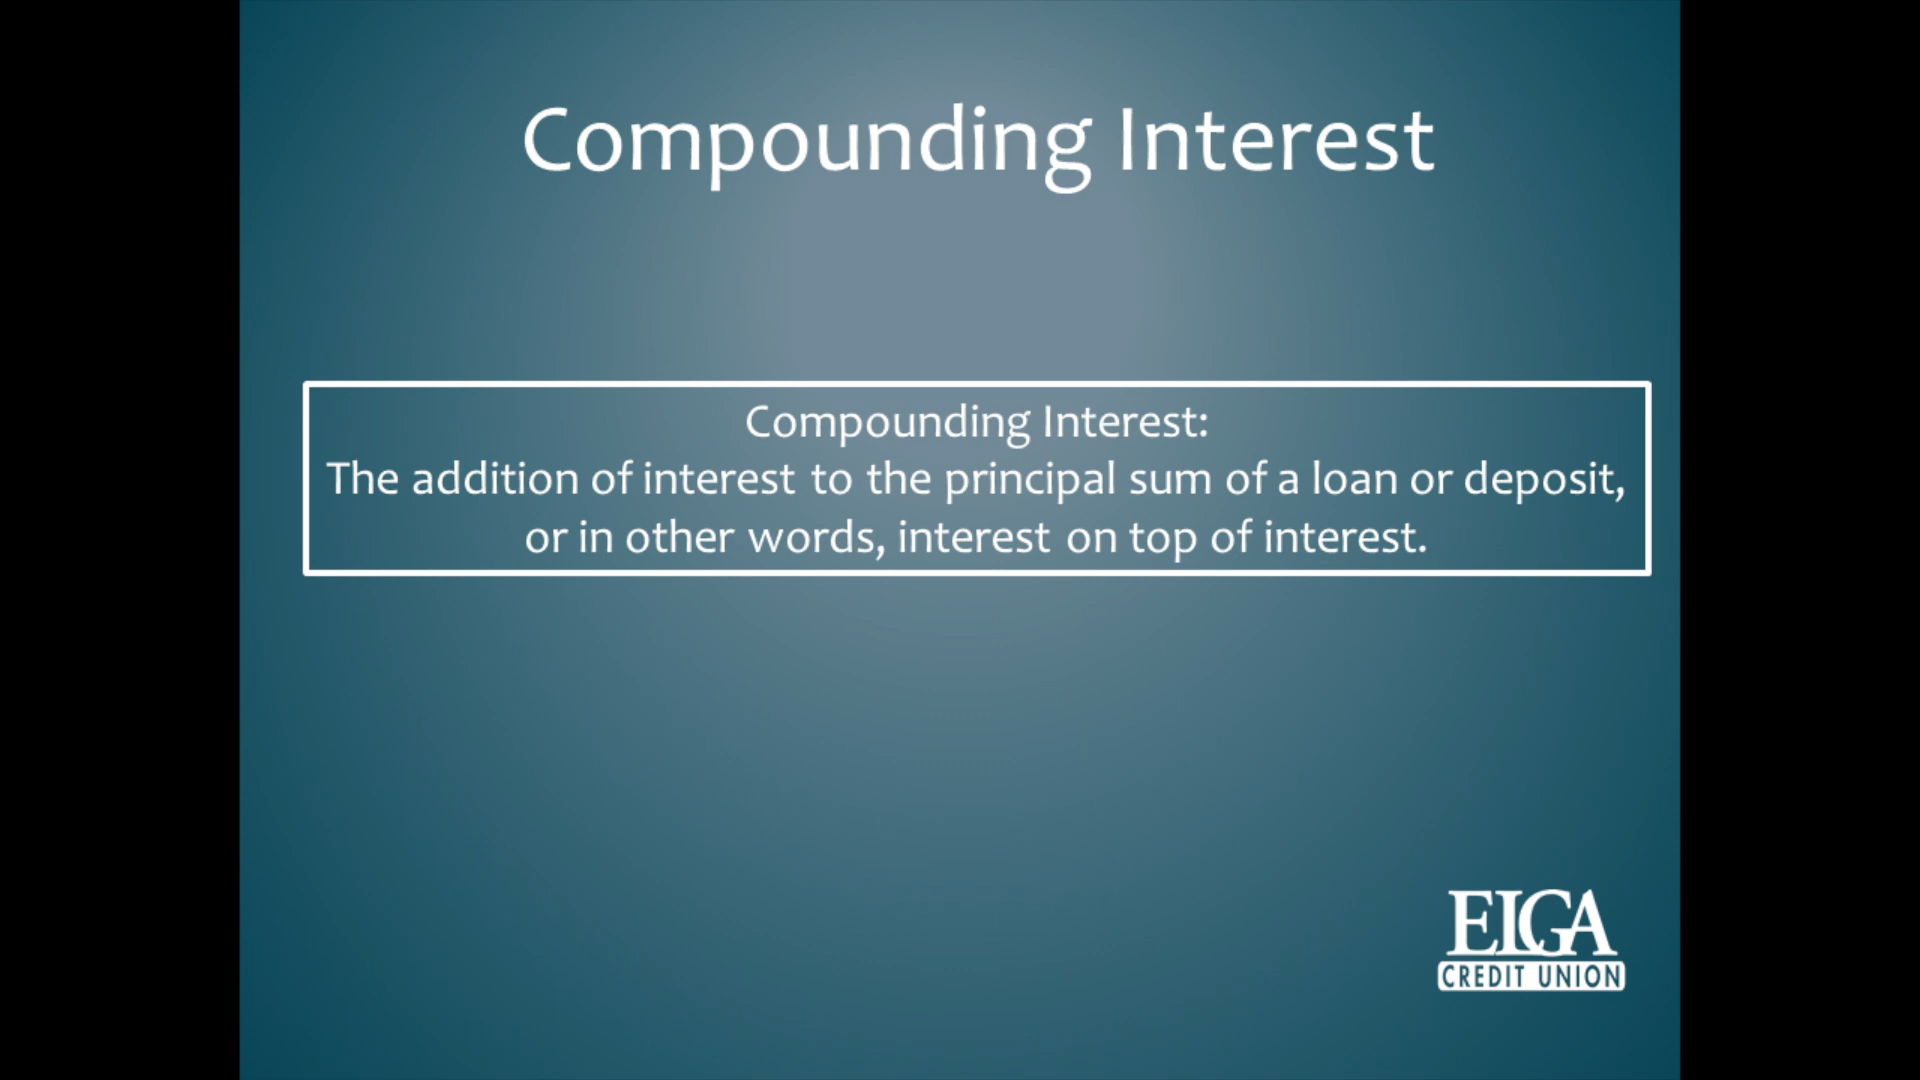 Compounding Interest
Compounding Interest:
The addition of interest to the principal sum of a loan or deposit,
or in other words, interest on top of interest.
ELGA
CREDIT UNION